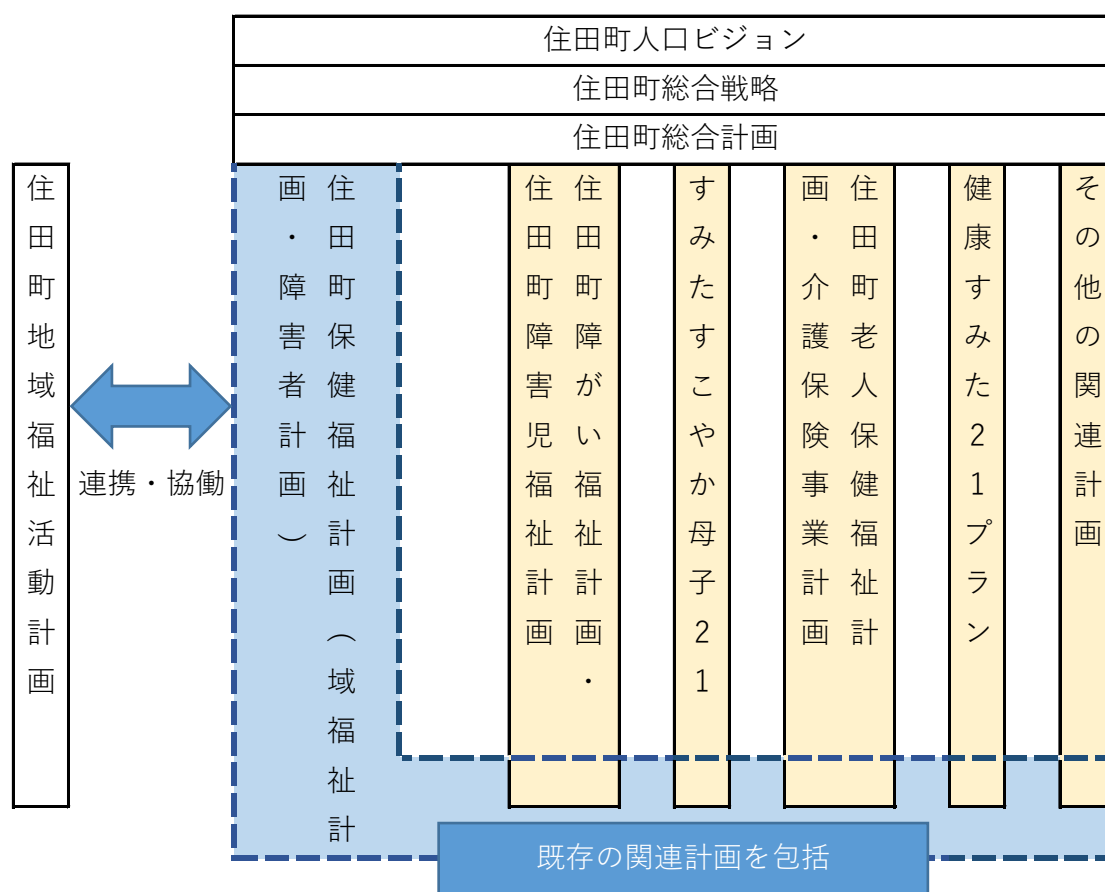 住田町人口ビジョン
住田町総合戦略
住田町総合計画
住田町地域福祉活動計画
連携・協働
住田町保健福祉計画（域福祉計
画・障害者計画）
住田町障がい福祉計画・
住田町障害児福祉計画
すみたすこやか母子21
住田町老人保健福祉計
画・介護保険事業計画
健康すみた21プラン
その他の関連計画
既存の関連計画を包括